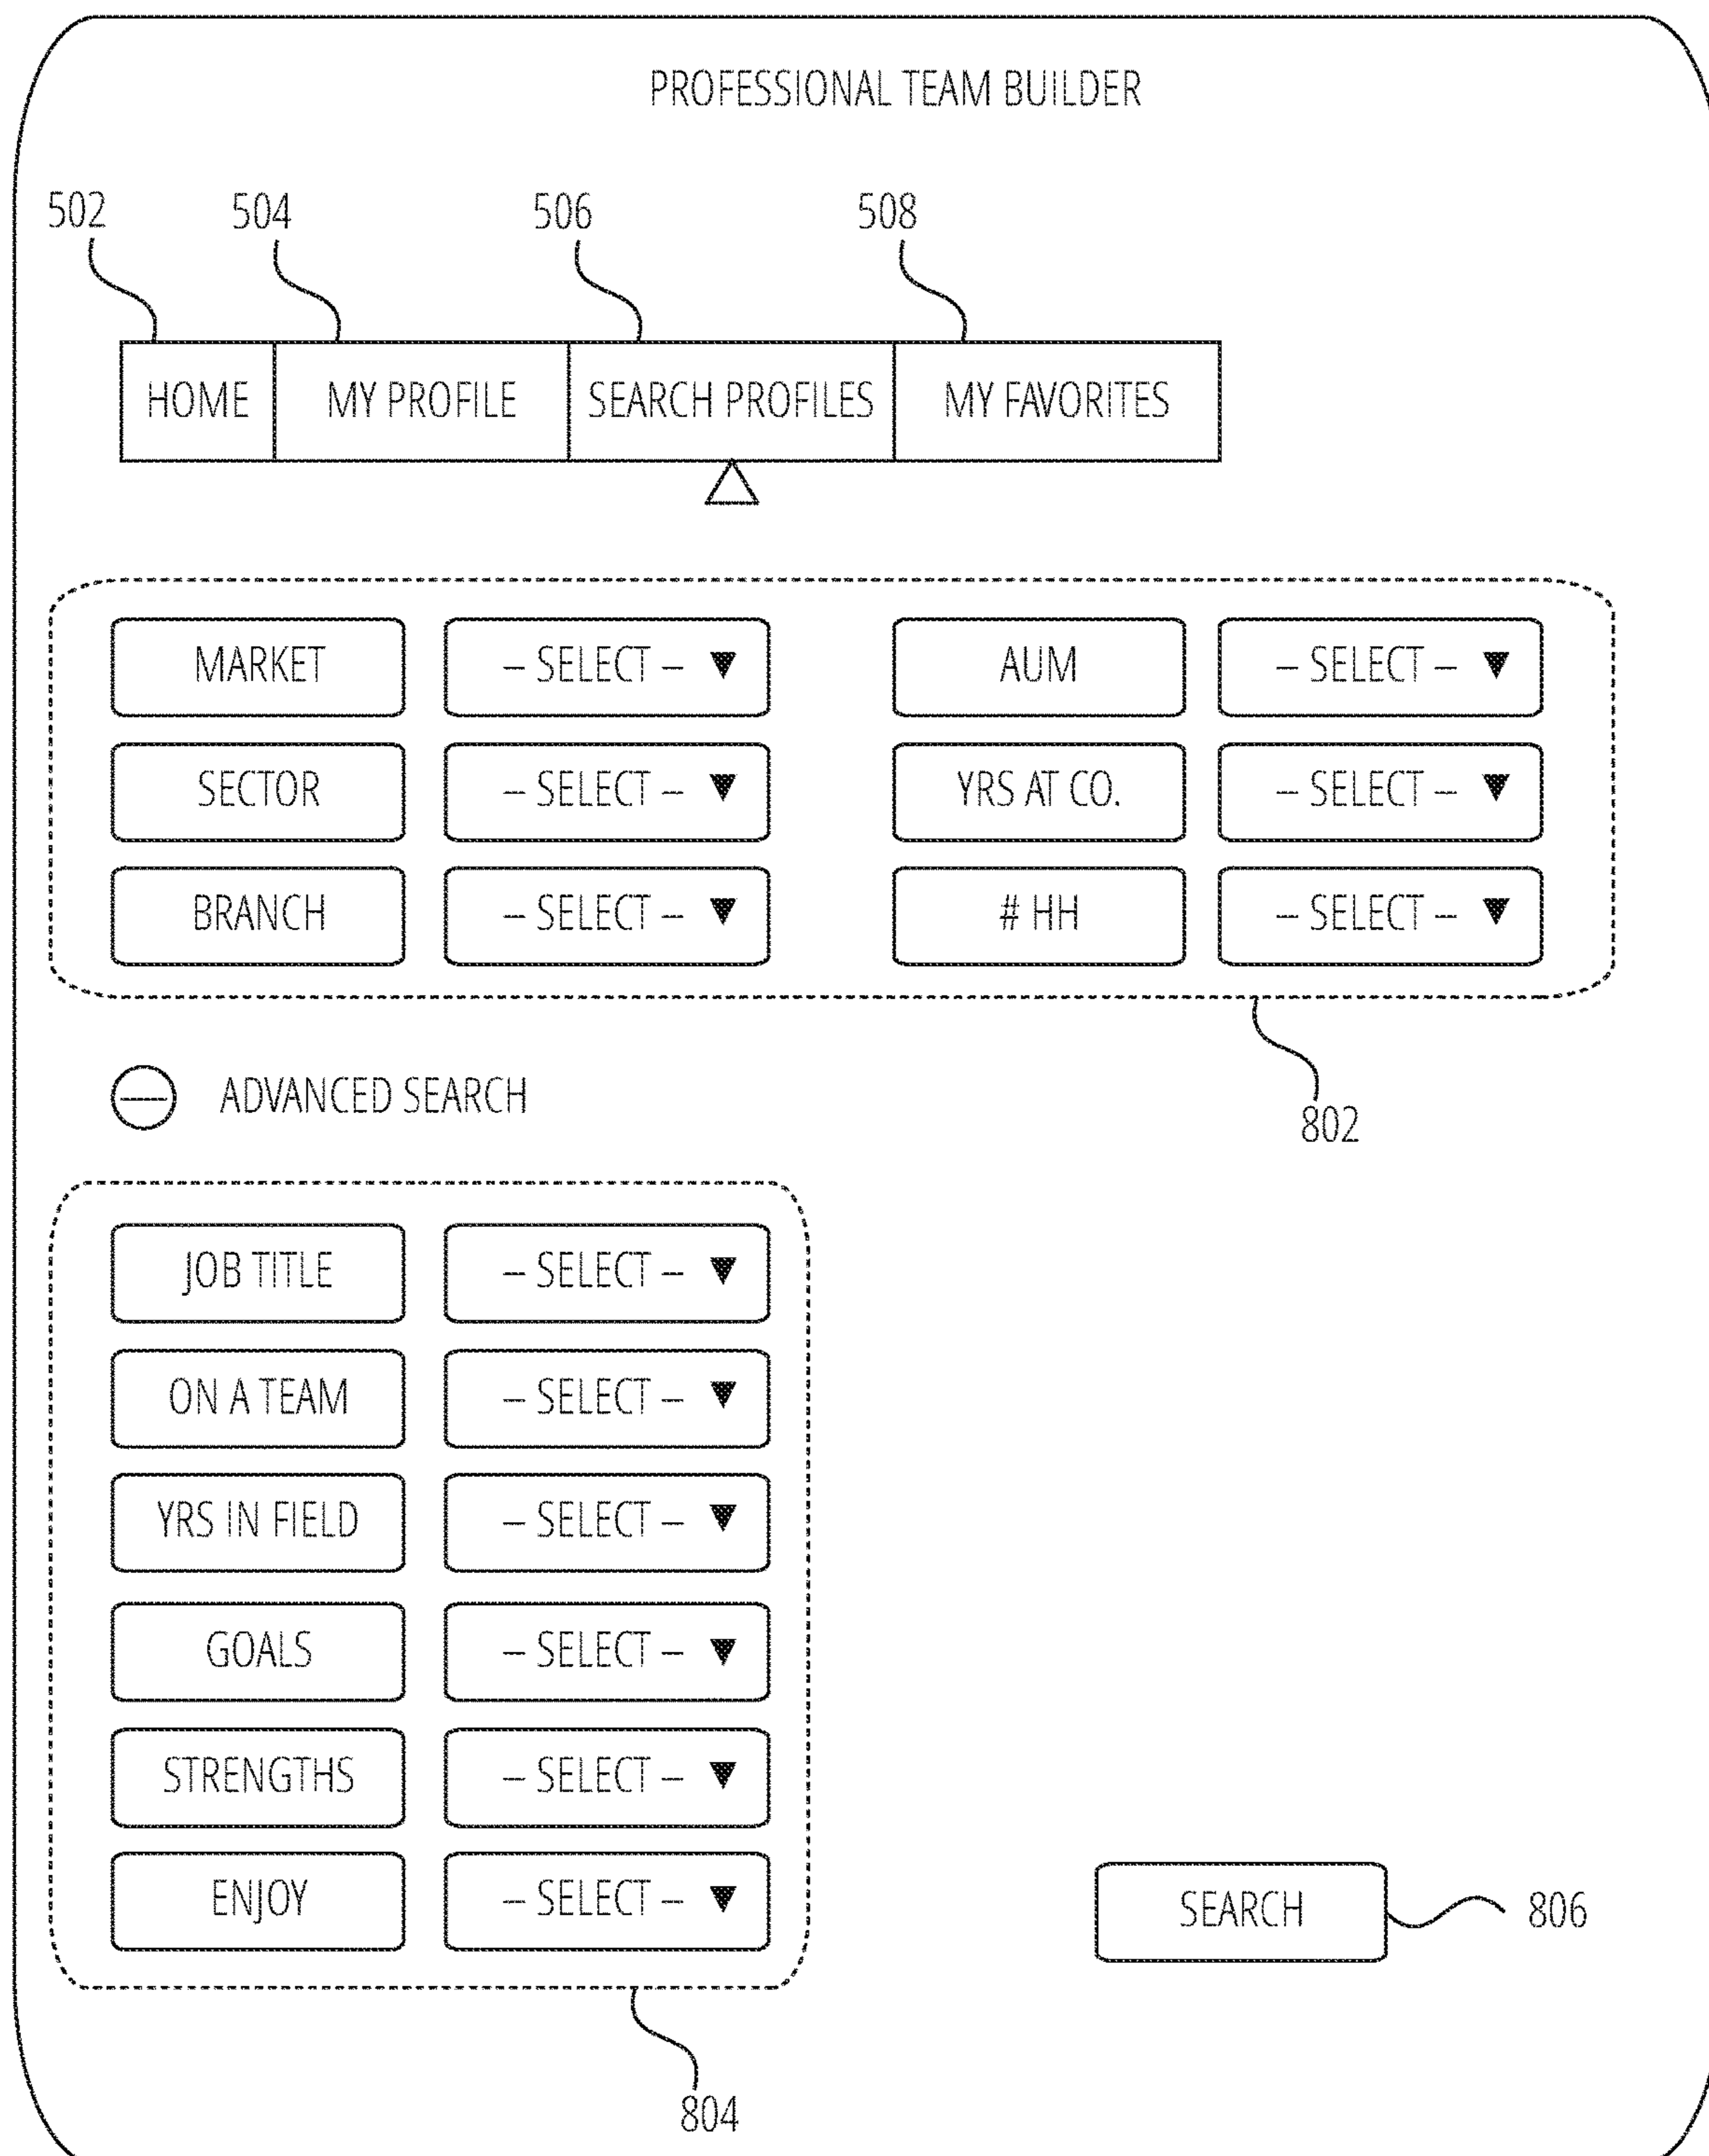 PROFESSIONAL TEAM BUILDER
502 504 506 508
HOME MY PROFILE SEARCH PROFILES MY FAVORITES
MARKET – SELECT – AUM – SELECT –
SECTOR – SELECT – YRS AT CO. – SELECT –
BRANCH – SELECT – # HH – SELECT –
ADVANCED SEARCH
802
JOB TITLE – SELECT –
ON A TEAM – SELECT –
YRS IN FIELD – SELECT –
GOALS – SELECT –
STRENGTHS – SELECT –
ENJOY – SELECT – SEARCH 806
804